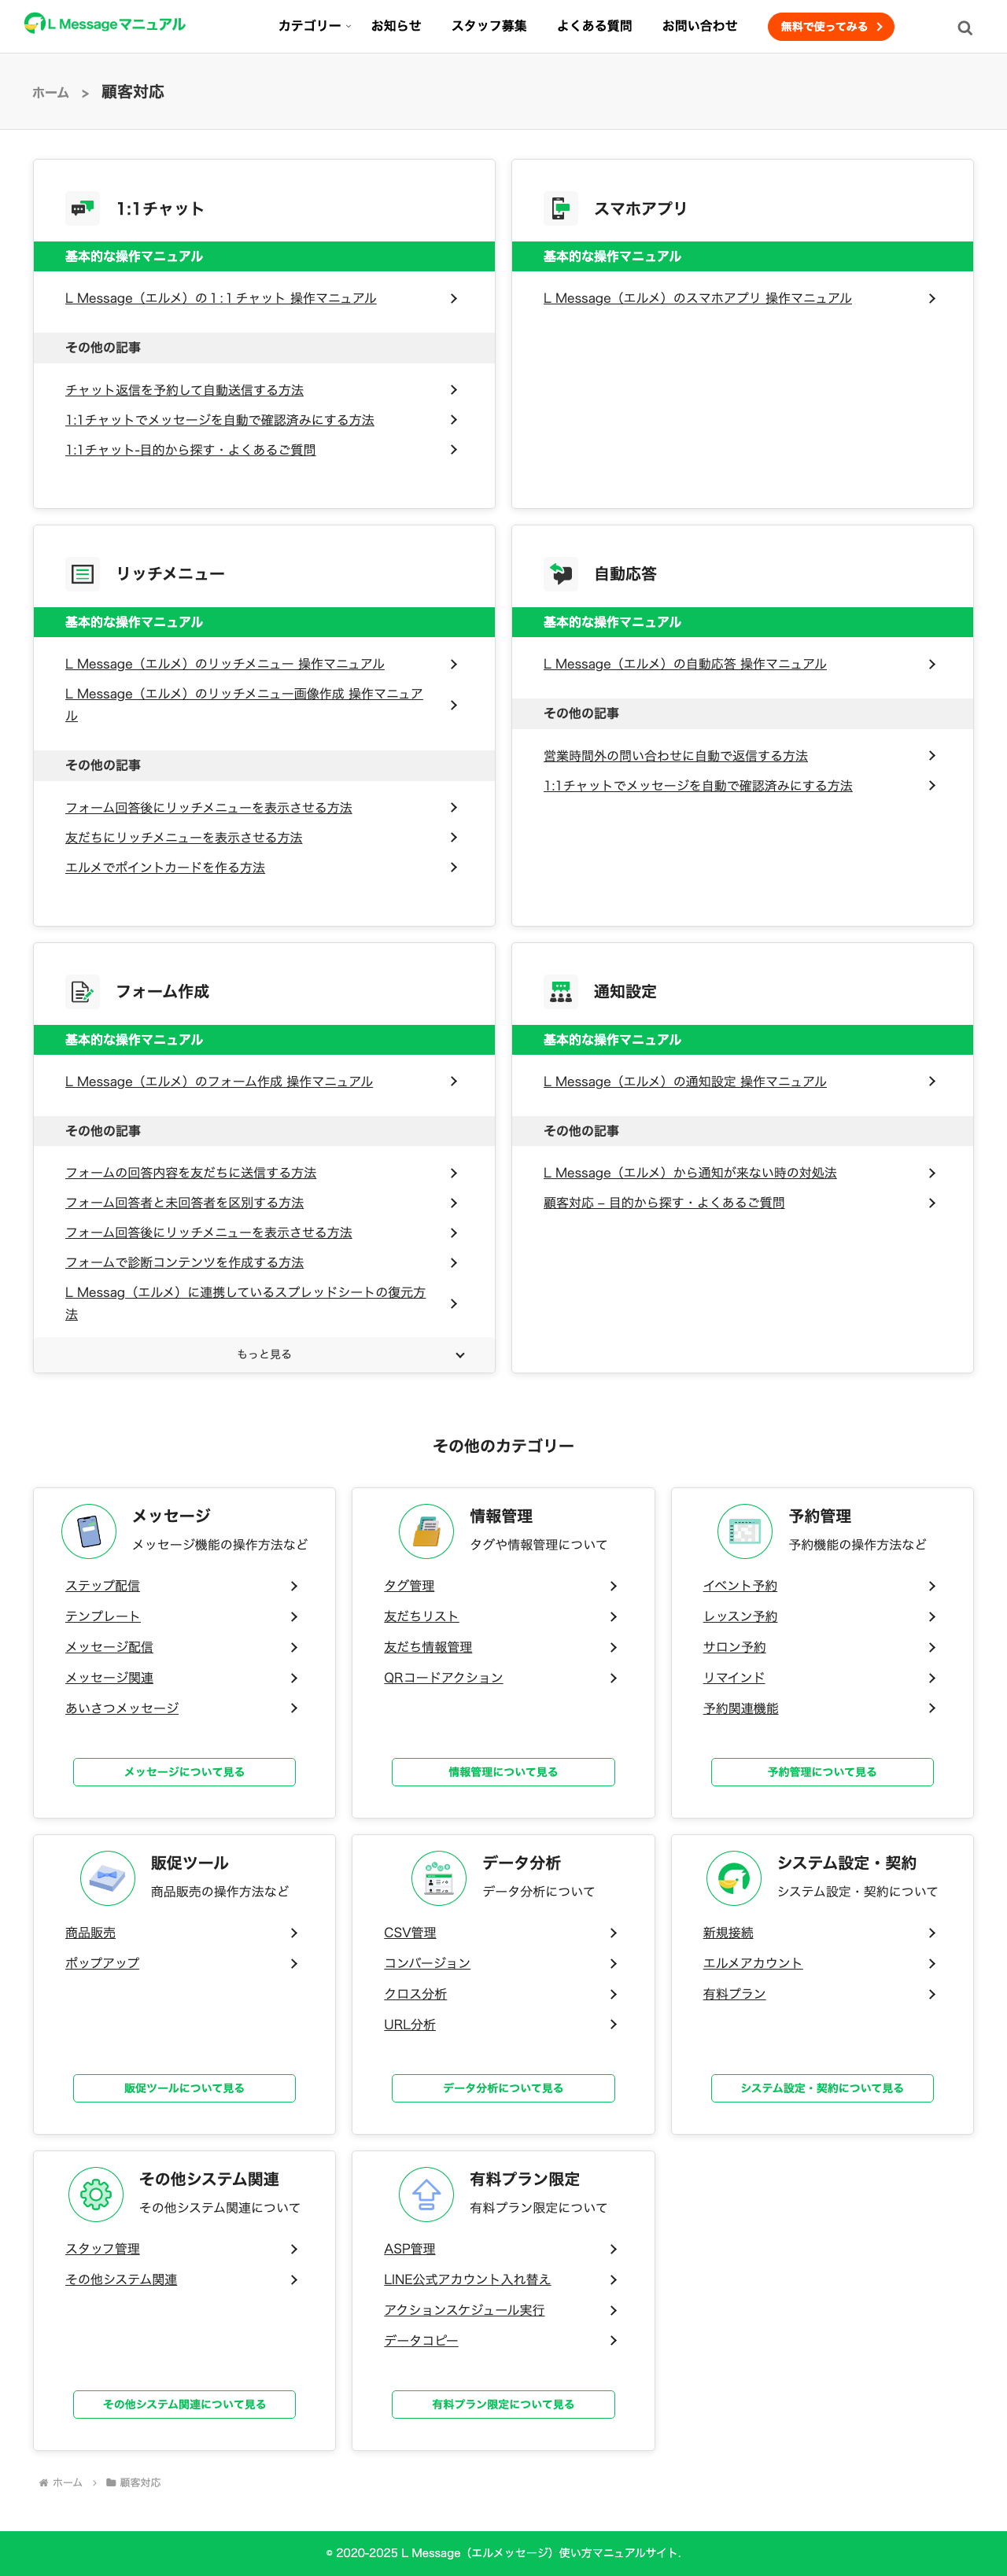 L Messageマニュアル
カテゴリー お知らせ スタッフ募集 よくある質問 お問い合わせ 無料で使ってみる
ホーム > 顧客対応
1:1チャット
基本的な操作マニュアル
L Message（エルメ）の１:１チャット 操作マニュアル
その他の記事
チャット返信を予約して自動送信する方法
1:1チャットでメッセージを自動で確認済みにする方法
1:1チャット-目的から探す・よくあるご質問
スマホアプリ
基本的な操作マニュアル
L Message（エルメ）のスマホアプリ 操作マニュアル
リッチメニュー
基本的な操作マニュアル
L Message（エルメ）のリッチメニュー 操作マニュアル
L Message（エルメ）のリッチメニュー画像作成 操作マニュア
ル
その他の記事
フォーム回答後にリッチメニューを表示させる方法
友だちにリッチメニューを表示させる方法
エルメでポイントカードを作る方法
自動応答
基本的な操作マニュアル
L Message（エルメ）の自動応答 操作マニュアル
その他の記事
営業時間外の問い合わせに自動で返信する方法
1:1チャットでメッセージを自動で確認済みにする方法
フォーム作成
基本的な操作マニュアル
L Message（エルメ）のフォーム作成 操作マニュアル
その他の記事
フォームの回答内容を友だちに送信する方法
フォーム回答者と未回答者を区別する方法
フォーム回答後にリッチメニューを表示させる方法
フォームで診断コンテンツを作成する方法
L Messag（エルメ）に連携しているスプレッドシートの復元方
法
もっと見る
通知設定
基本的な操作マニュアル
L Message（エルメ）の通知設定 操作マニュアル
その他の記事
L Message（エルメ）から通知が来ない時の対処法
顧客対応 – 目的から探す・よくあるご質問
その他のカテゴリー
メッセージ
メッセージ機能の操作方法など
ステップ配信
テンプレート
メッセージ配信
メッセージ関連
あいさつメッセージ
メッセージについて見る
情報管理
タグや情報管理について
タグ管理
友だちリスト
友だち情報管理
QRコードアクション
情報管理について見る
予約管理
予約機能の操作方法など
イベント予約
レッスン予約
サロン予約
リマインド
予約関連機能
予約管理について見る
販促ツール
商品販売の操作方法など
商品販売
ポップアップ
販促ツールについて見る
データ分析
データ分析について
CSV管理
コンバージョン
クロス分析
URL分析
データ分析について見る
システム設定・契約
システム設定・契約について
新規接続
エルメアカウント
有料プラン
システム設定・契約について見る
その他システム関連
その他システム関連について
スタッフ管理
その他システム関連
その他システム関連について見る
有料プラン限定
有料プラン限定について
ASP管理
LINE公式アカウント入れ替え
アクションスケジュール実行
データコピー
有料プラン限定について見る
ホーム > 顧客対応
© 2020-2025 L Message（エルメッセージ）使い方マニュアルサイト.